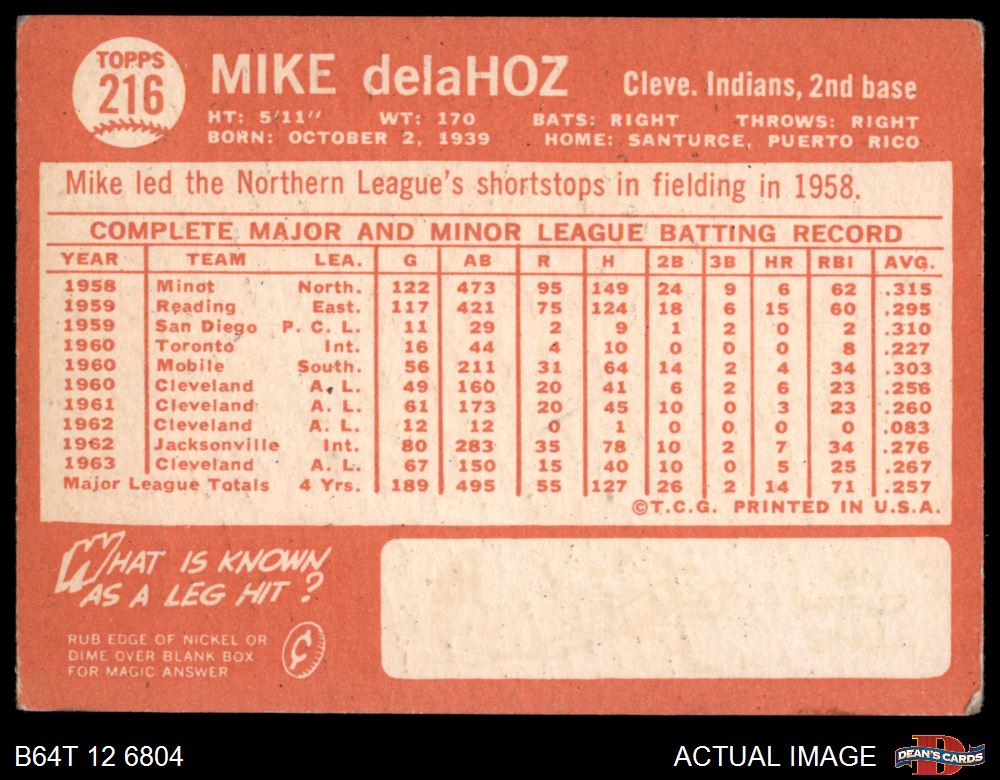 TOPPS
216
MIKE delaHOZ Cleve. Indians, 2nd base
HT: 5'11'' WT: 170 BATS: RIGHT THROWS: RIGHT
BORN: OCTOBER 2, 1939 HOME: SANTURCE, PUERTO RICO
Mike led the Northern League's shortstops in fielding in 1958.
COMPLETE MAJOR AND MINOR LEAGUE BATTING RECORD
YEAR TEAM LEA. G AB R H 2B 3B HR RBI AVG.
1958 Minot North. 122 473 95 149 24 9 6 62 .315
1959 Reading East. 117 421 75 124 18 6 15 60 .295
1959 San Diego P. C. L. 11 29 2 9 1 2 0 2 .310
1960 Toronto Int. 16 44 4 10 0 0 0 8 .227
1960 Mobile South. 56 211 31 64 14 2 4 34 .303
1960 Cleveland A. L. 49 160 20 41 6 2 6 23 .256
1961 Cleveland A. L. 61 173 20 45 10 0 3 23 .260
1962 Cleveland A. L. 12 12 0 1 0 0 0 0 .083
1962 Jacksonville Int. 80 283 35 78 10 2 7 34 .276
1963 Cleveland A. L. 67 150 15 40 10 0 5 25 .267
Major League Totals 4 Yrs. 189 495 55 127 26 2 14 71 .257
©T.C.G. PRINTED IN U.S.A.
WHAT IS KNOWN
AS A LEG HIT?
RUB EDGE OF NICKEL OR
DIME OVER BLANK BOX
FOR MAGIC ANSWER
¢
B64T 12 6804 ACTUAL IMAGE DEAN'S CARDS